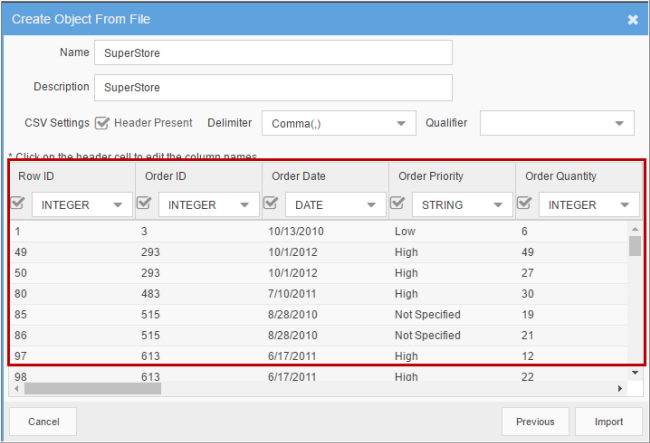 Create Object From File ×
Name SuperStore
Description SuperStore
CSV Settings Header Present Delimiter Comma(,) Qualifier
* Click on the header cell to edit the column names
Row ID Order ID Order Date Order Priority Order Quantity
INTEGER INTEGER DATE STRING INTEGER
1 3 10/13/2010 Low 6
49 293 10/1/2012 High 49
50 293 10/1/2012 High 27
80 483 7/10/2011 High 30
85 515 8/28/2010 Not Specified 19
86 515 8/28/2010 Not Specified 21
97 613 6/17/2011 High 12
98 613 6/17/2011 High 22
Cancel Previous Import